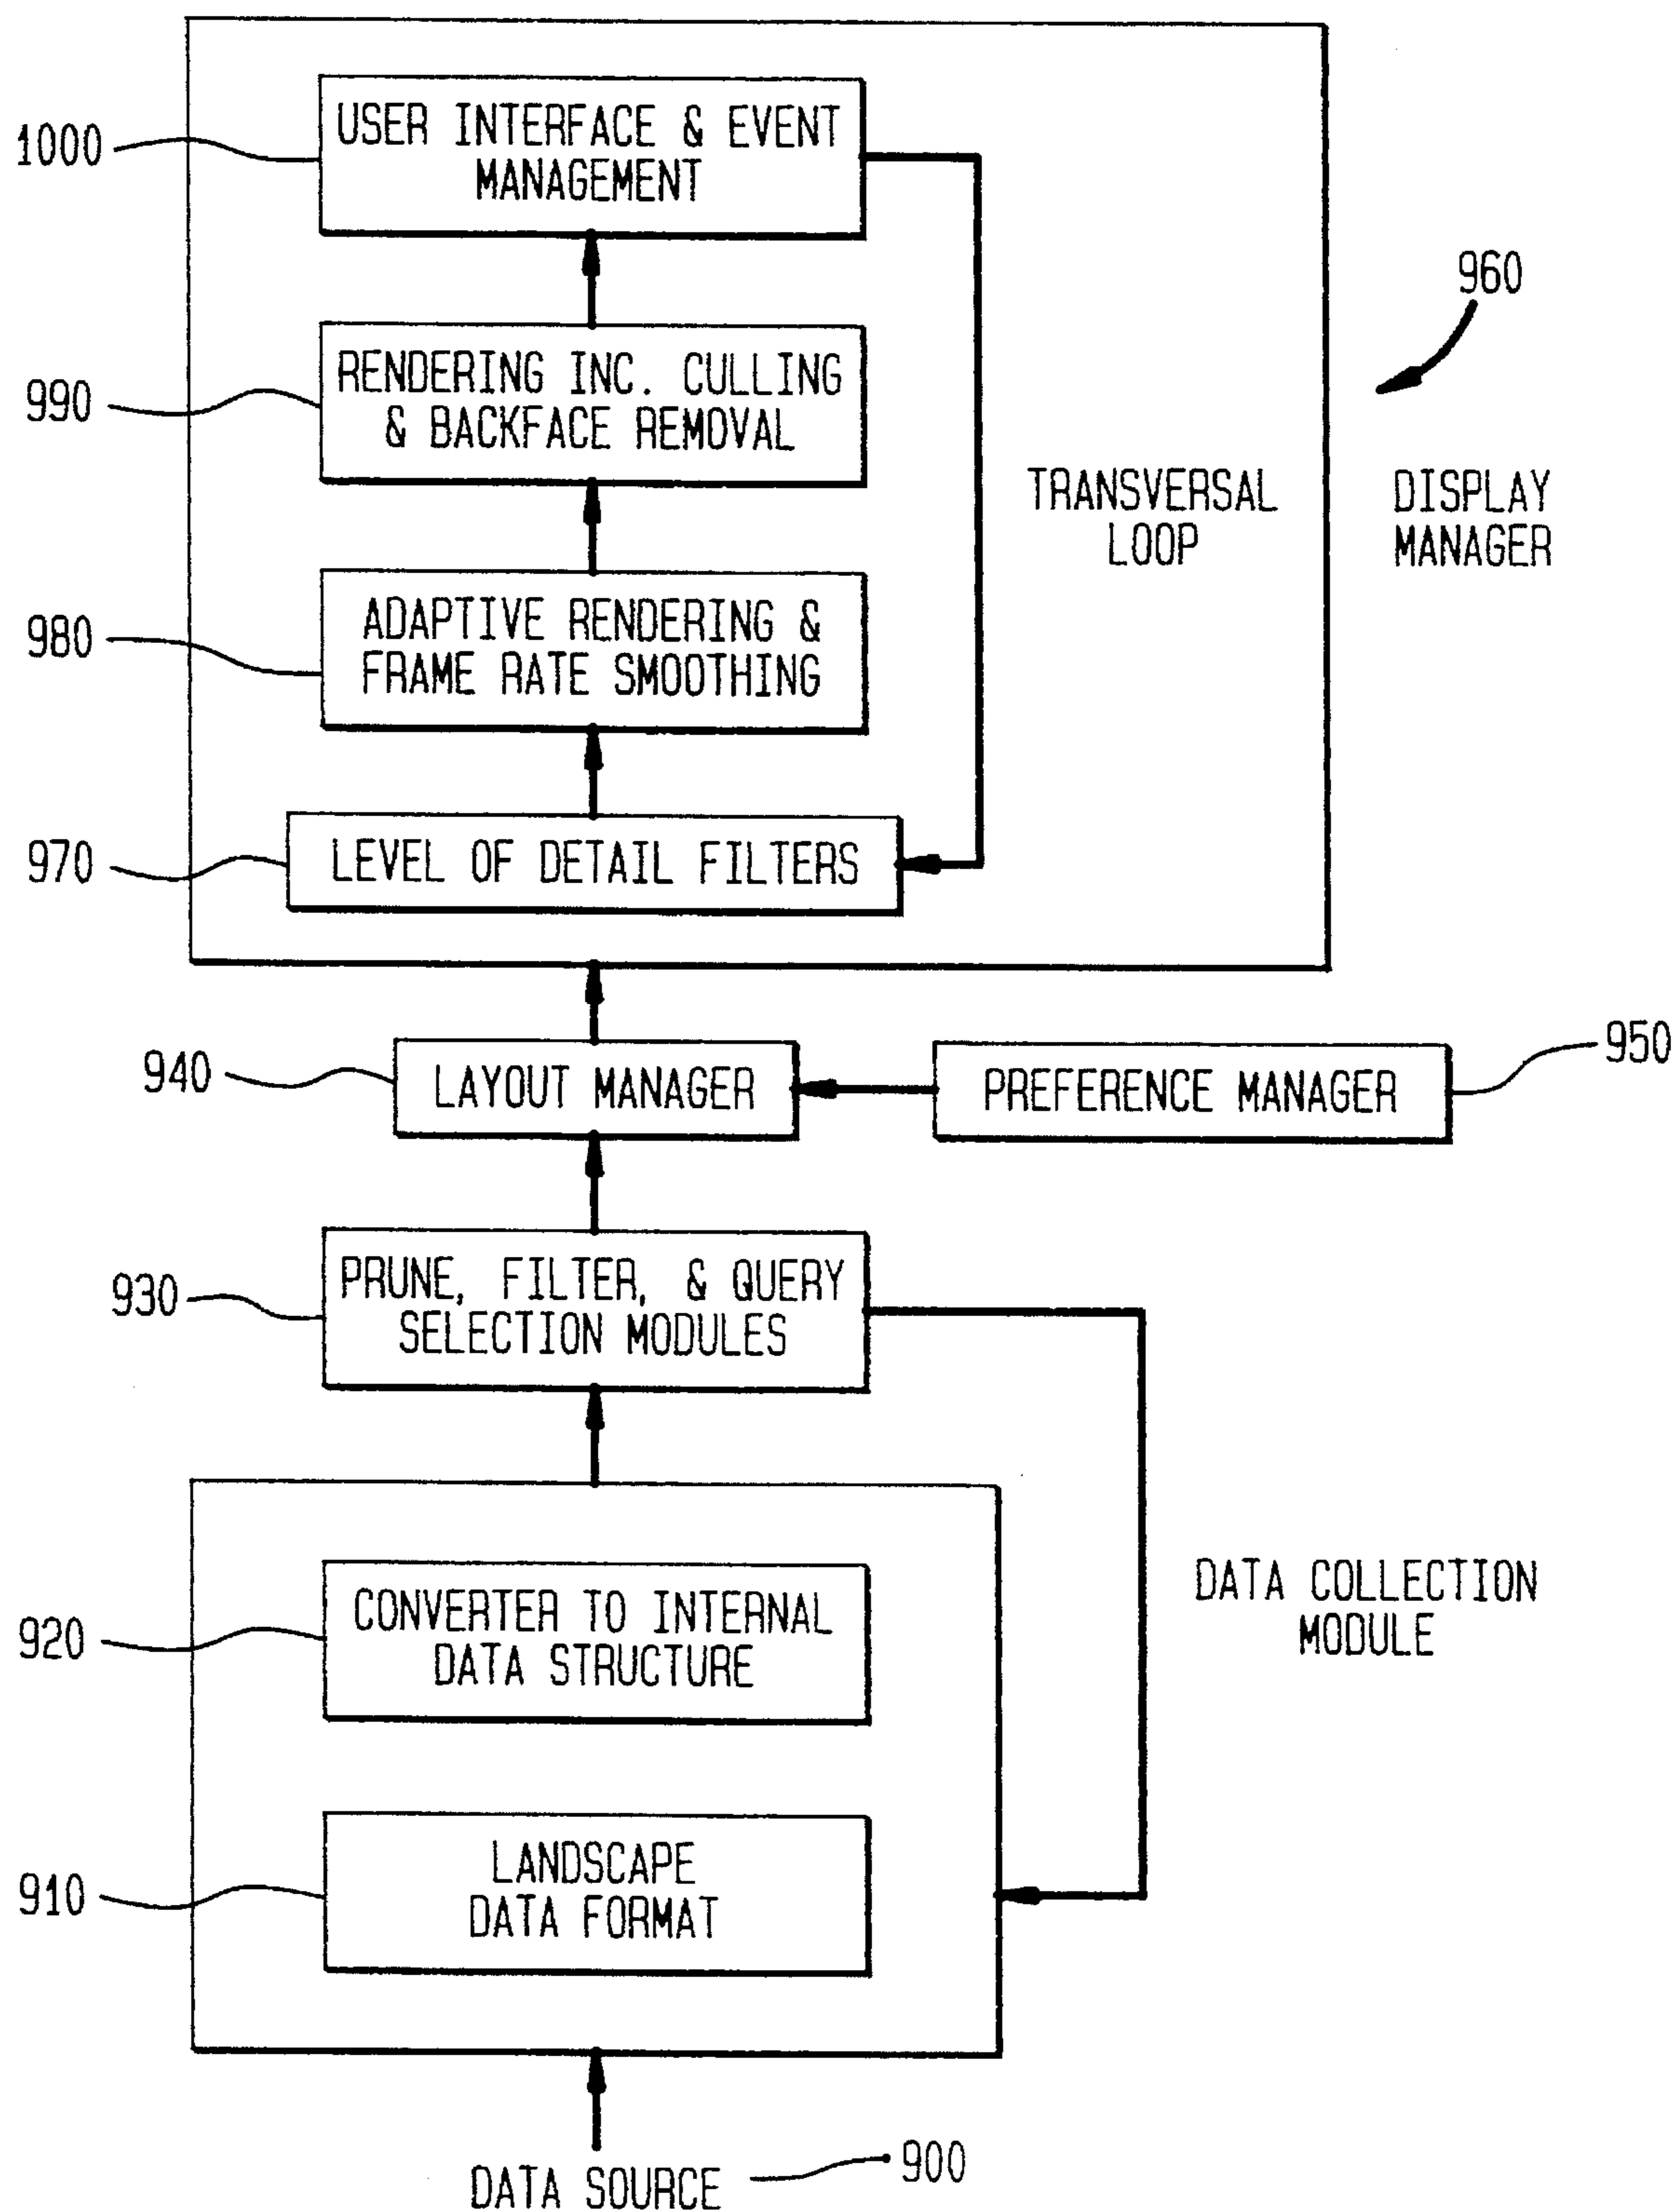 1000
USER INTERFACE & EVENT
MANAGEMENT
960
990
RENDERING INC. CULLING
& BACKFACE REMOVAL
TRANSVERSAL
LOOP
DISPLAY
MANAGER
980
ADAPTIVE RENDERING &
FRAME RATE SMOOTHING
970
LEVEL OF DETAIL FILTERS
940
LAYOUT MANAGER
PREFERENCE MANAGER
950
930
PRUNE, FILTER, & QUERY
SELECTION MODULES
920
CONVERTER TO INTERNAL
DATA STRUCTURE
DATA COLLECTION
MODULE
910
LANDSCAPE
DATA FORMAT
DATA SOURCE
900